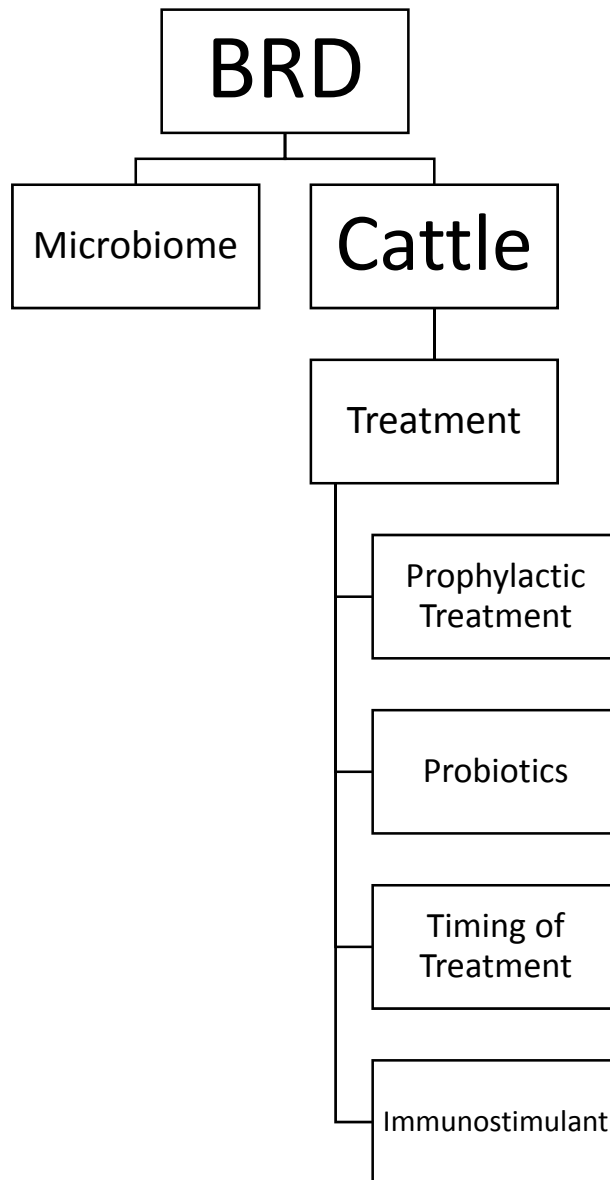 BRD
Microbiome
Cattle
Treatment
Prophylactic
Treatment
Probiotics
Timing of
Treatment
Immunostimulant